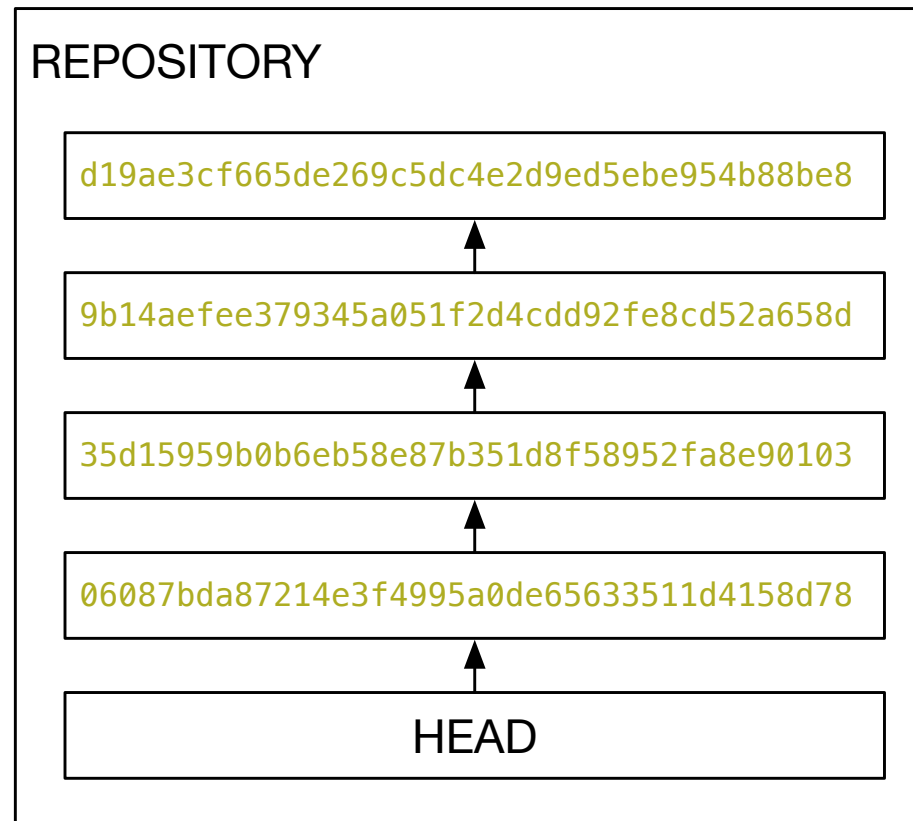 REPOSITORY
d19ae3cf665de269c5dc4e2d9ed5ebe954b88be8
9b14aefee379345a051f2d4cdd92fe8cd52a658d
35d15959b0b6eb58e87b351d8f58952fa8e90103
06087bda87214e3f4995a0de65633511d4158d78
HEAD